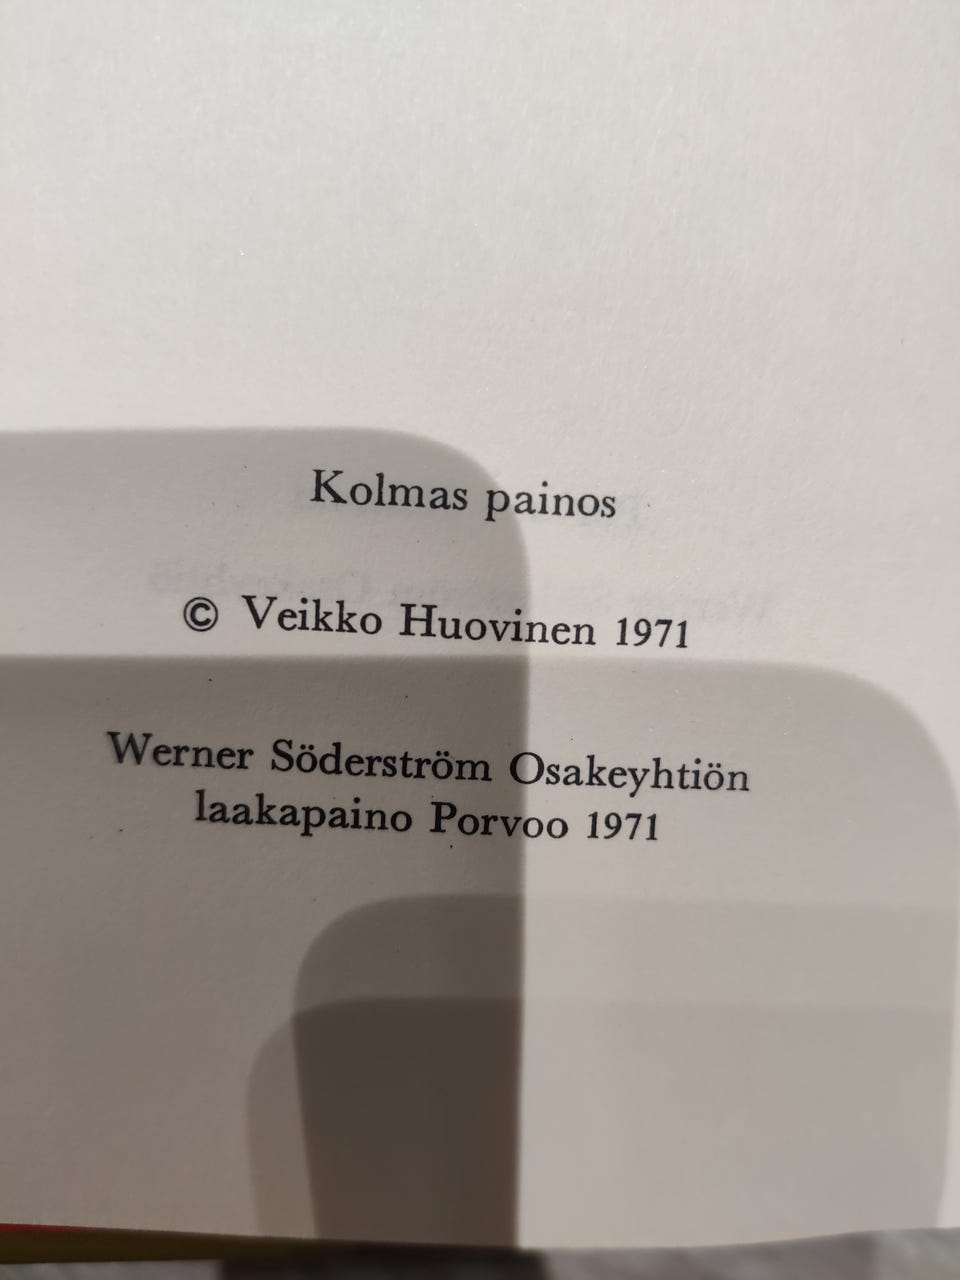 Kolmas painos
© Veikko Huovinen 1971
Werner Söderström Osakeyhtiön
laakapaino Porvoo 1971